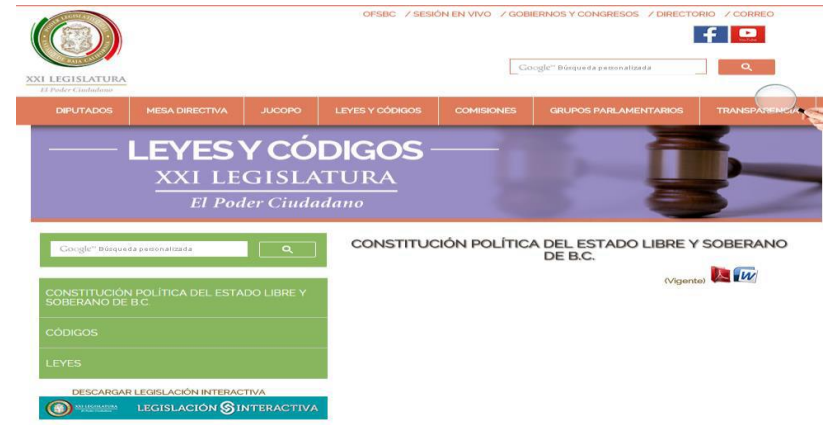 OFSBC / SESIÓN EN VIVO / GOBIERNOS Y CONGRESOS / DIRECTORIO / CORREO
Google™ Búsqueda personalizada
XXI LEGISLATURA
El Poder Ciudadano
DIPUTADOS MESA DIRECTIVA JUCOPO LEYES Y CÓDIGOS COMISIONES GRUPOS PARLAMENTARIOS TRANSPARENCIA
LEYES Y CÓDIGOS
XXI LEGISLATURA
El Poder Ciudadano
Google™ Búsqueda personalizada
CONSTITUCIÓN POLÍTICA DEL ESTADO LIBRE Y
SOBERANO DE B.C.
CÓDIGOS
LEYES
DESCARGAR LEGISLACIÓN INTERACTIVA
LEGISLACIÓN INTERACTIVA
CONSTITUCIÓN POLÍTICA DEL ESTADO LIBRE Y SOBERANO
DE B.C.
(Vigente)